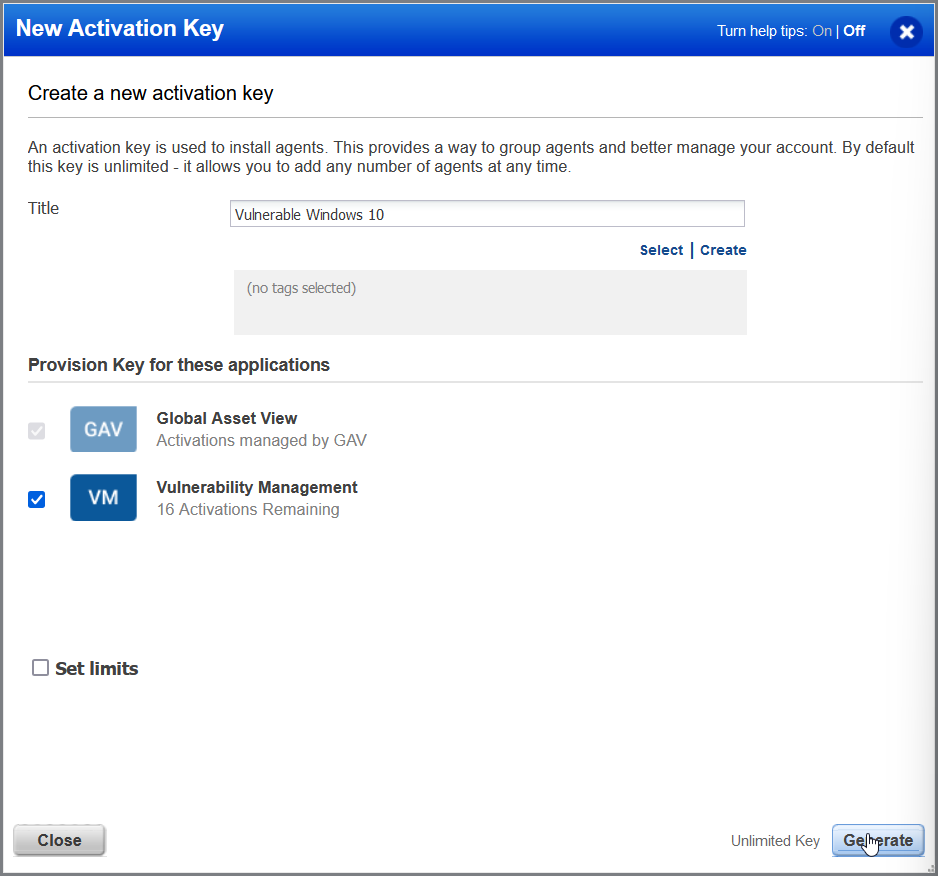 New Activation Key
Turn help tips: On | Off
Create a new activation key
An activation key is used to install agents. This provides a way to group agents and better manage your account. By default
this key is unlimited - it allows you to add any number of agents at any time.
Title
Vulnerable Windows 10
Select | Create
(no tags selected)
Provision Key for these applications
GAV
Global Asset View
Activations managed by GAV
VM
Vulnerability Management
16 Activations Remaining
Set limits
Close
Unlimited Key
Generate